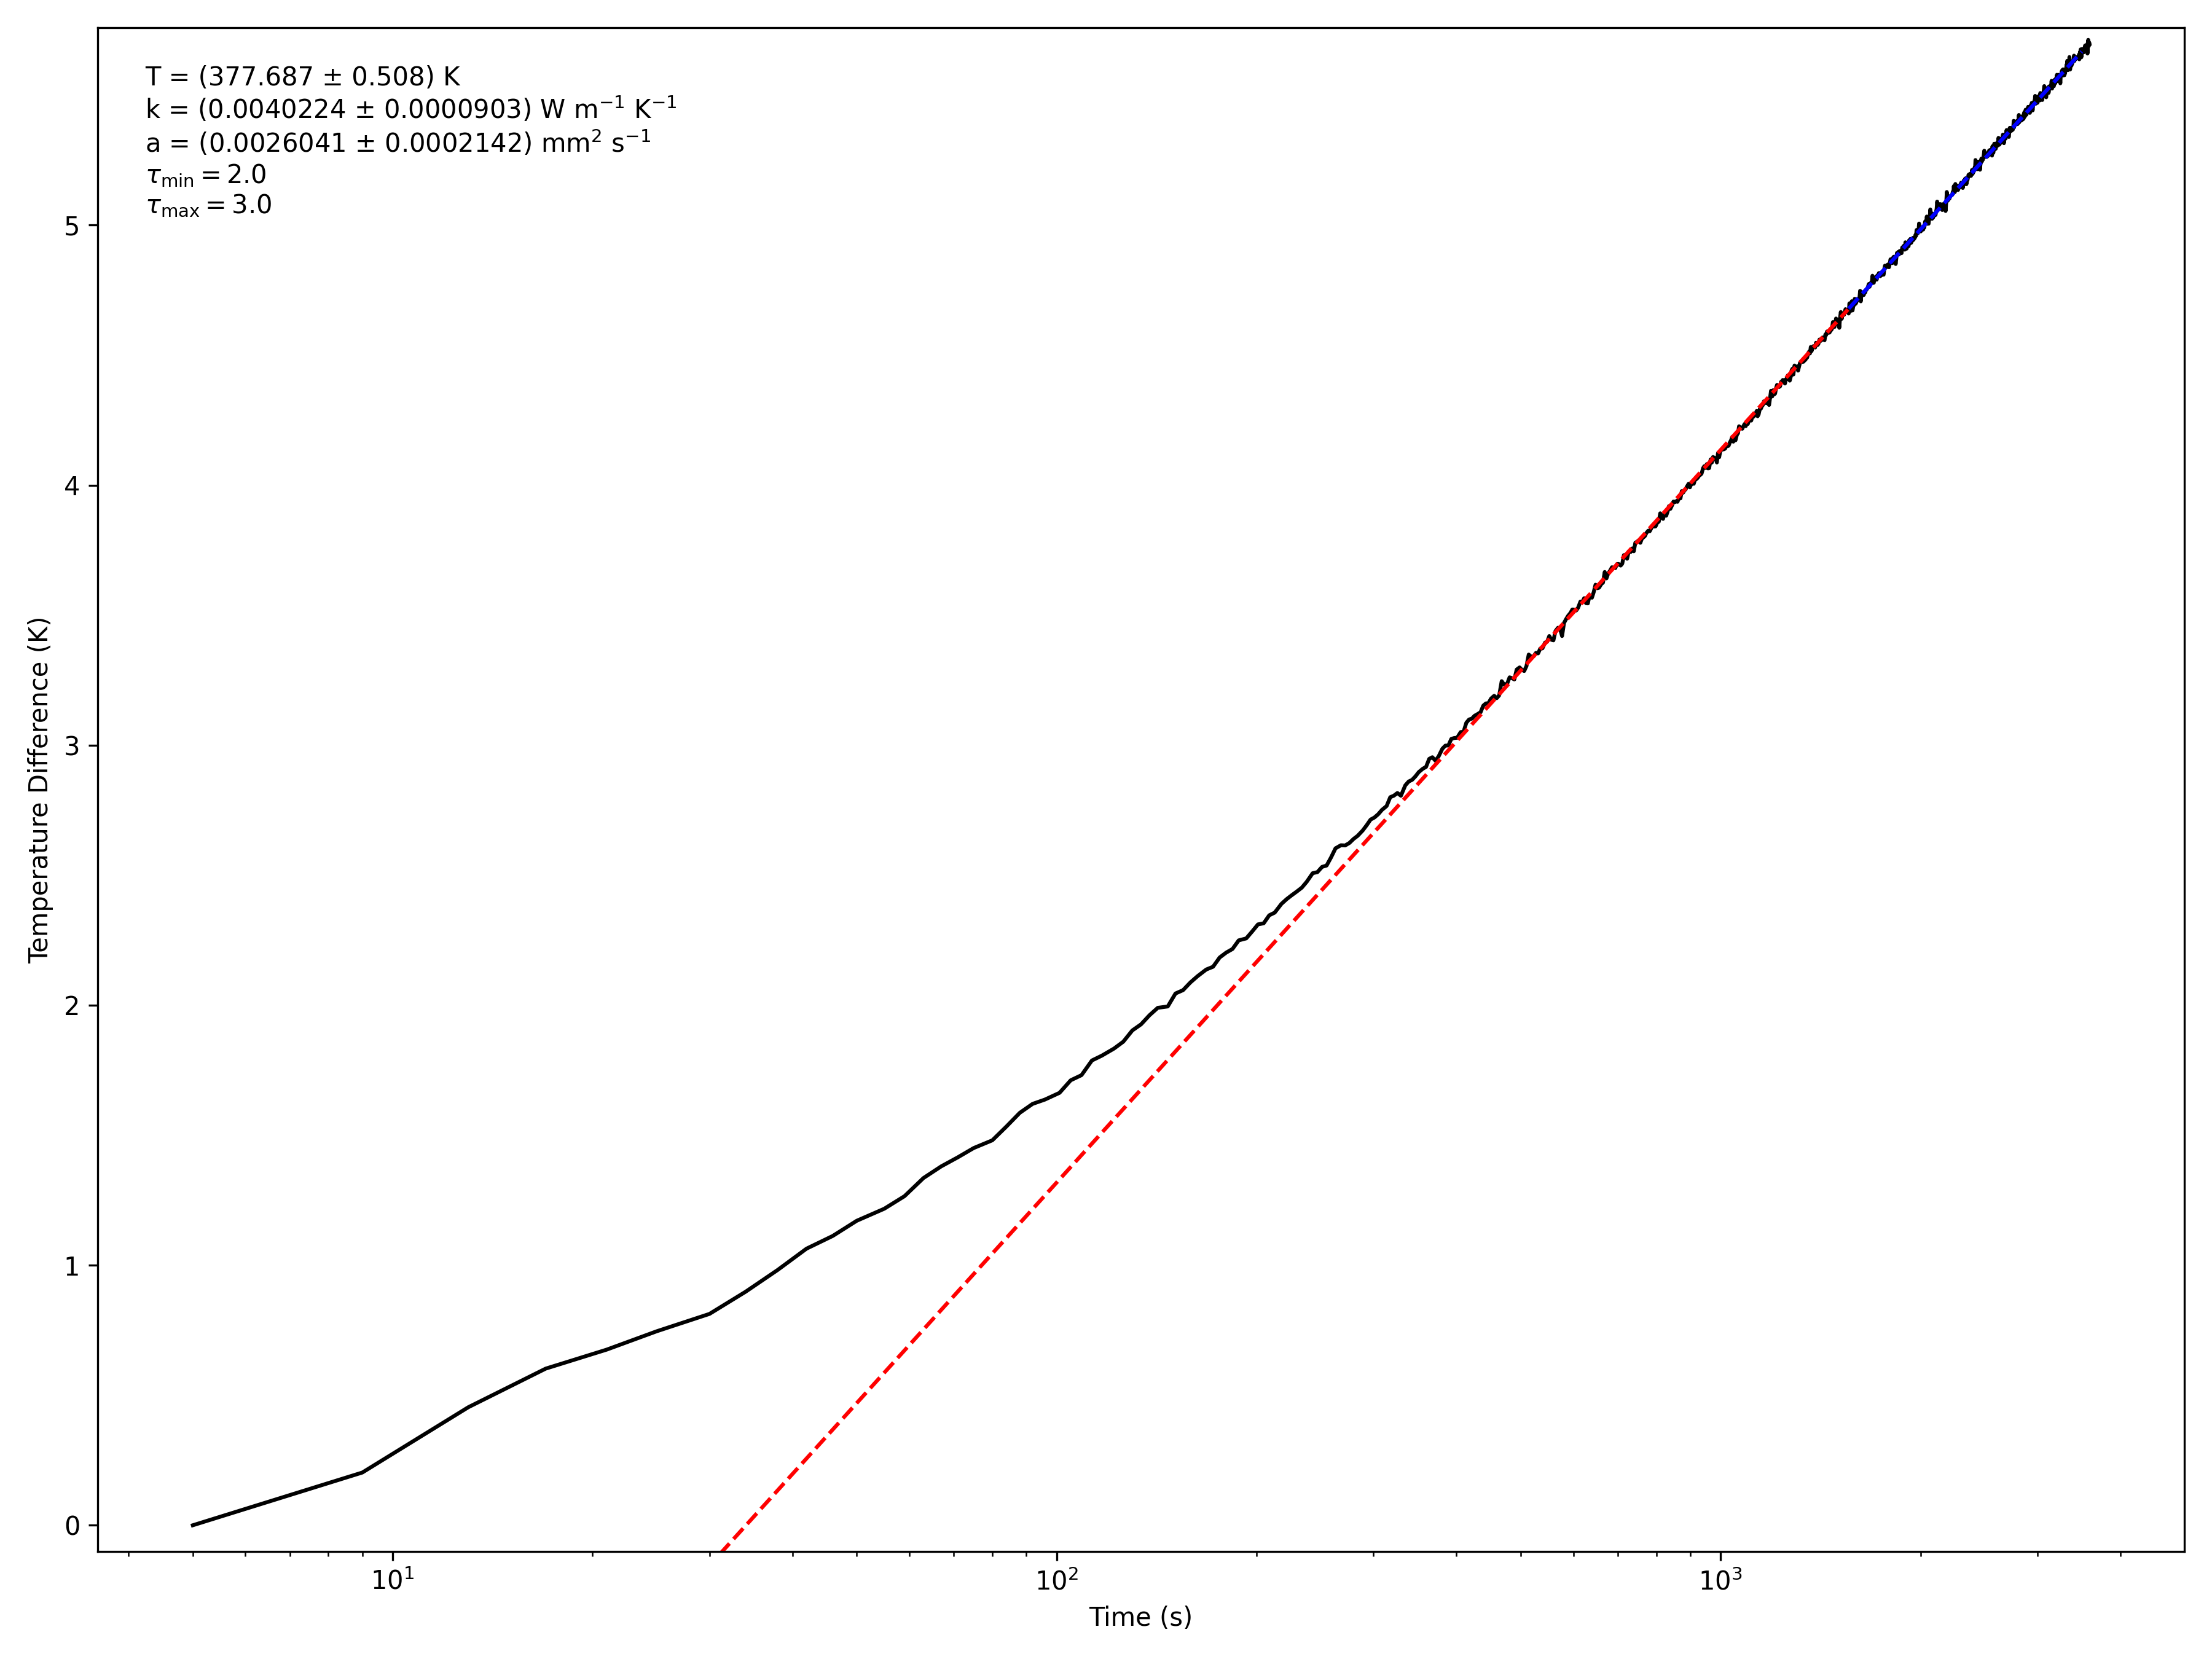 T = (377.687 ± 0.508) K
k = (0.0040224 ± 0.0000903) W m⁻¹ K⁻¹
a = (0.0026041 ± 0.0002142) mm² s⁻¹
τmin = 2.0
τmax = 3.0
5
4
3
2
1
0
Temperature Difference (K)
10¹ 10² 10³
Time (s)